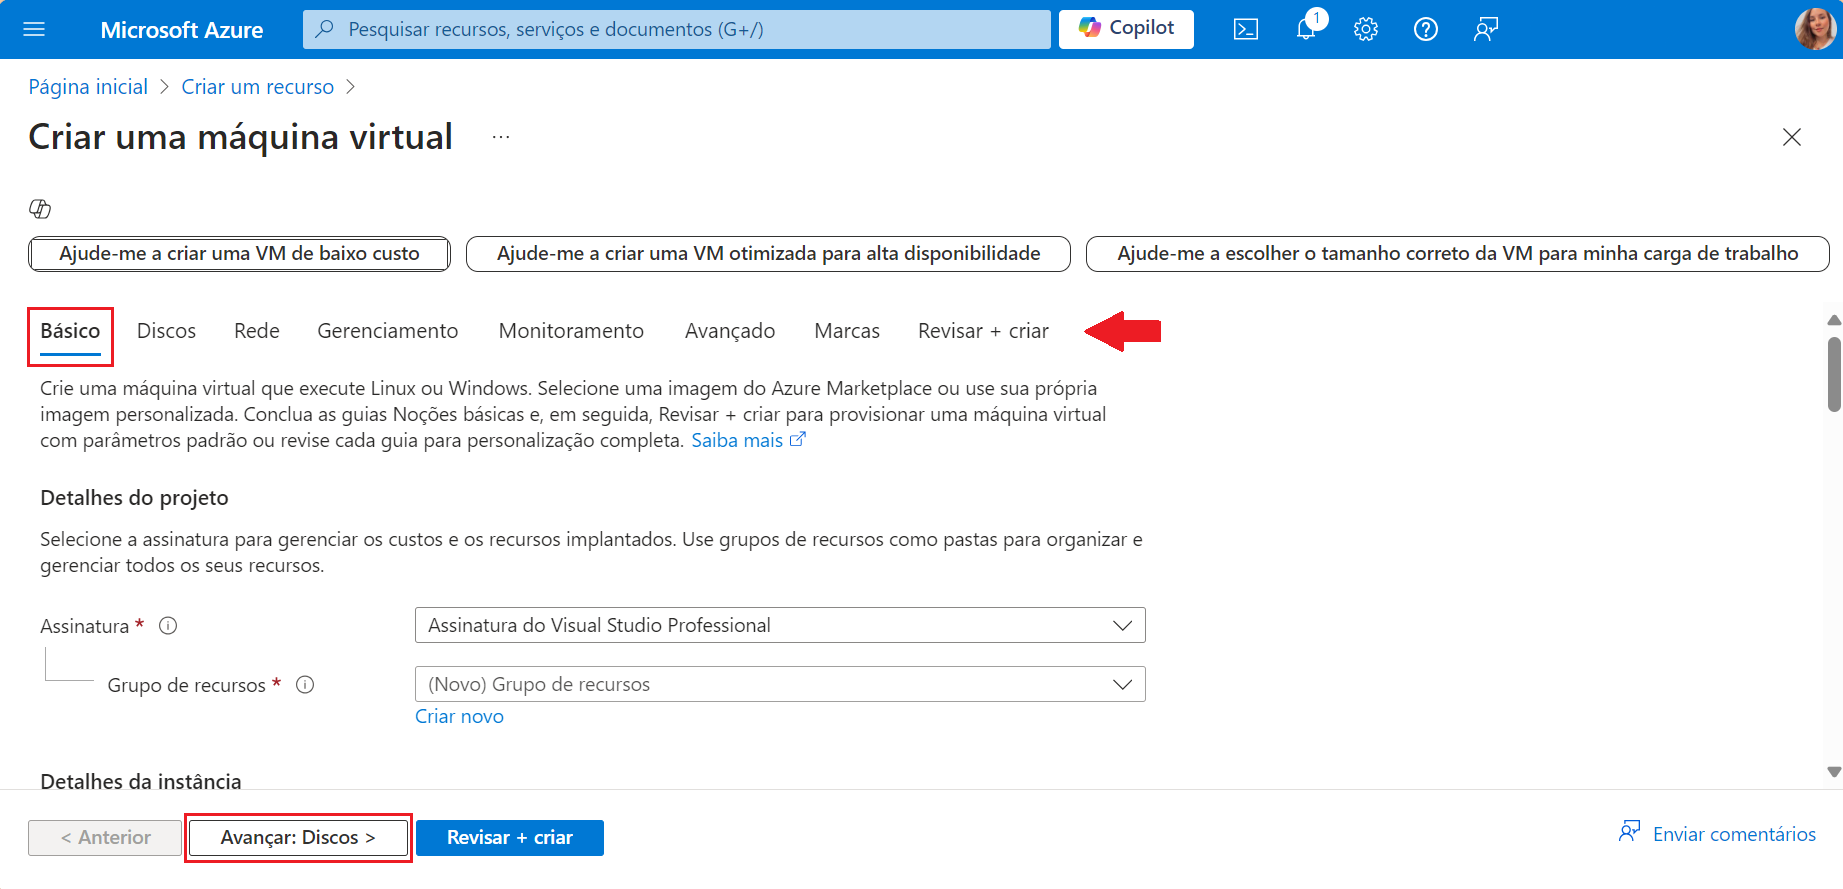 Microsoft Azure
Pesquisar recursos, serviços e documentos (G+/)
Copilot
1
Página inicial > Criar um recurso >
Criar uma máquina virtual ...
Ajude-me a criar uma VM de baixo custo
Ajude-me a criar uma VM otimizada para alta disponibilidade
Ajude-me a escolher o tamanho correto da VM para minha carga de trabalho
Básico Discos Rede Gerenciamento Monitoramento Avançado Marcas Revisar + criar
Crie uma máquina virtual que execute Linux ou Windows. Selecione uma imagem do Azure Marketplace ou use sua própria
imagem personalizada. Conclua as guias Noções básicas e, em seguida, Revisar + criar para provisionar uma máquina virtual
com parâmetros padrão ou revise cada guia para personalização completa. Saiba mais
Detalhes do projeto
Selecione a assinatura para gerenciar os custos e os recursos implantados. Use grupos de recursos como pastas para organizar e
gerenciar todos os seus recursos.
Assinatura *
Assinatura do Visual Studio Professional
Grupo de recursos *
(Novo) Grupo de recursos
Criar novo
Detalhes da instância
< Anterior
Avançar: Discos >
Revisar + criar
Enviar comentários